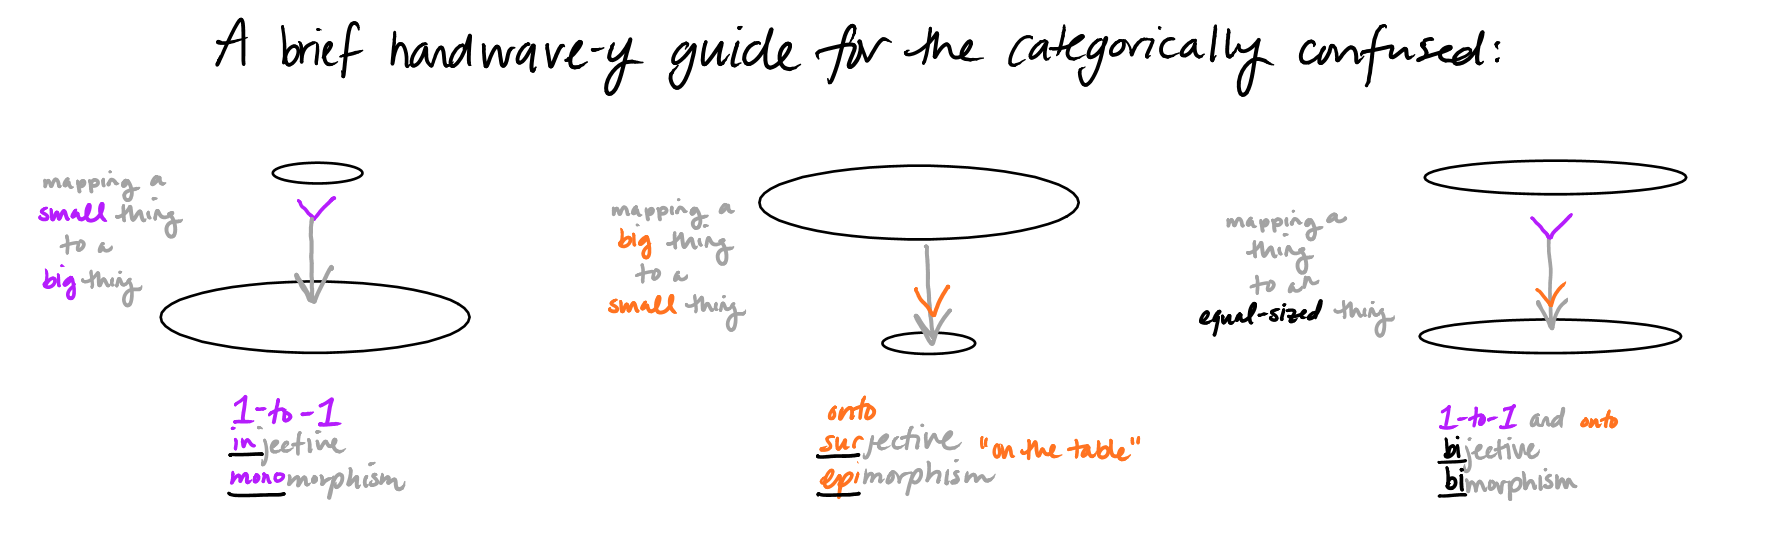 A brief handwave-y guide for the categorically confused:
mapping a
small thing
to a
big thing
1-to-1
injective
monomorphism
mapping a
big thing
to a
small thing
onto
surjective "on the table"
epimorphism
mapping a
thing
to an
equal-sized thing
1-to-1 and onto
bijective
bimorphism